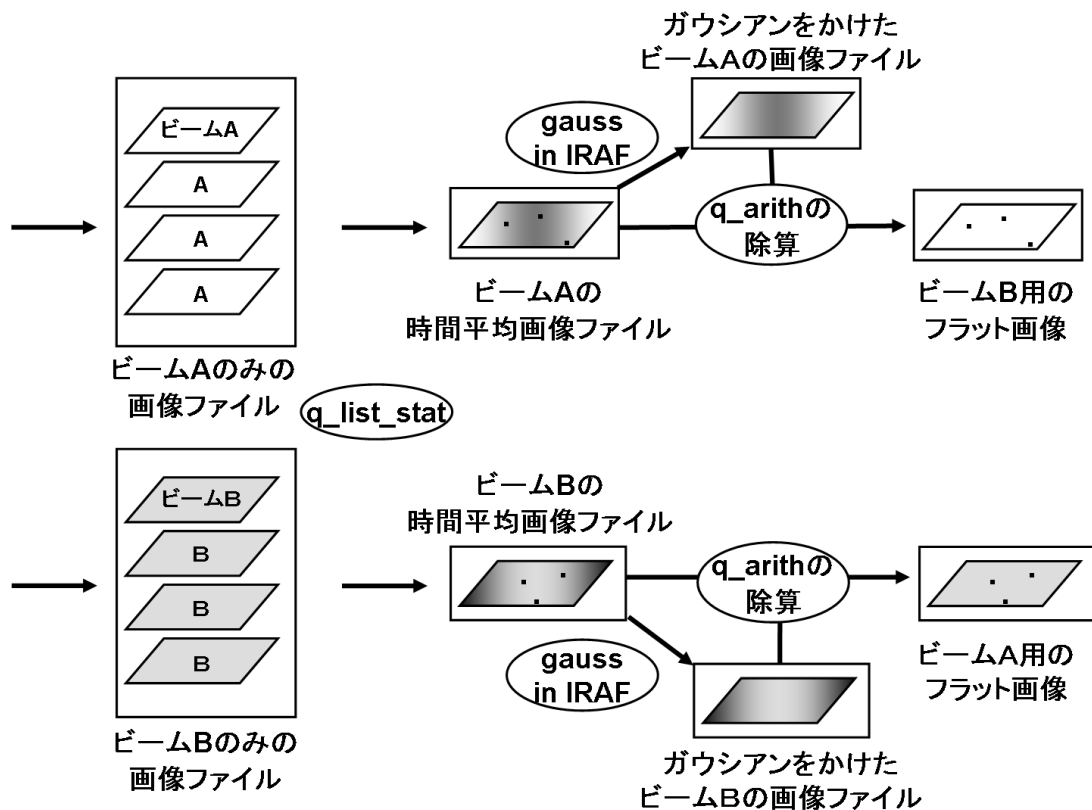 ガウシアンをかけた
ビームAの画像ファイル
gauss
in IRAF
ビームA
A
A
A
q_arithの
除算
ビームAの
時間平均画像ファイル
ビームB用の
フラット画像
ビームAのみの
画像ファイル
q_list_stat
ビームB
B
B
B
ビームBの
時間平均画像ファイル
q_arithの
除算
gauss
in IRAF
ビームA用の
フラット画像
ビームBのみの
画像ファイル
ガウシアンをかけた
ビームBの画像ファイル